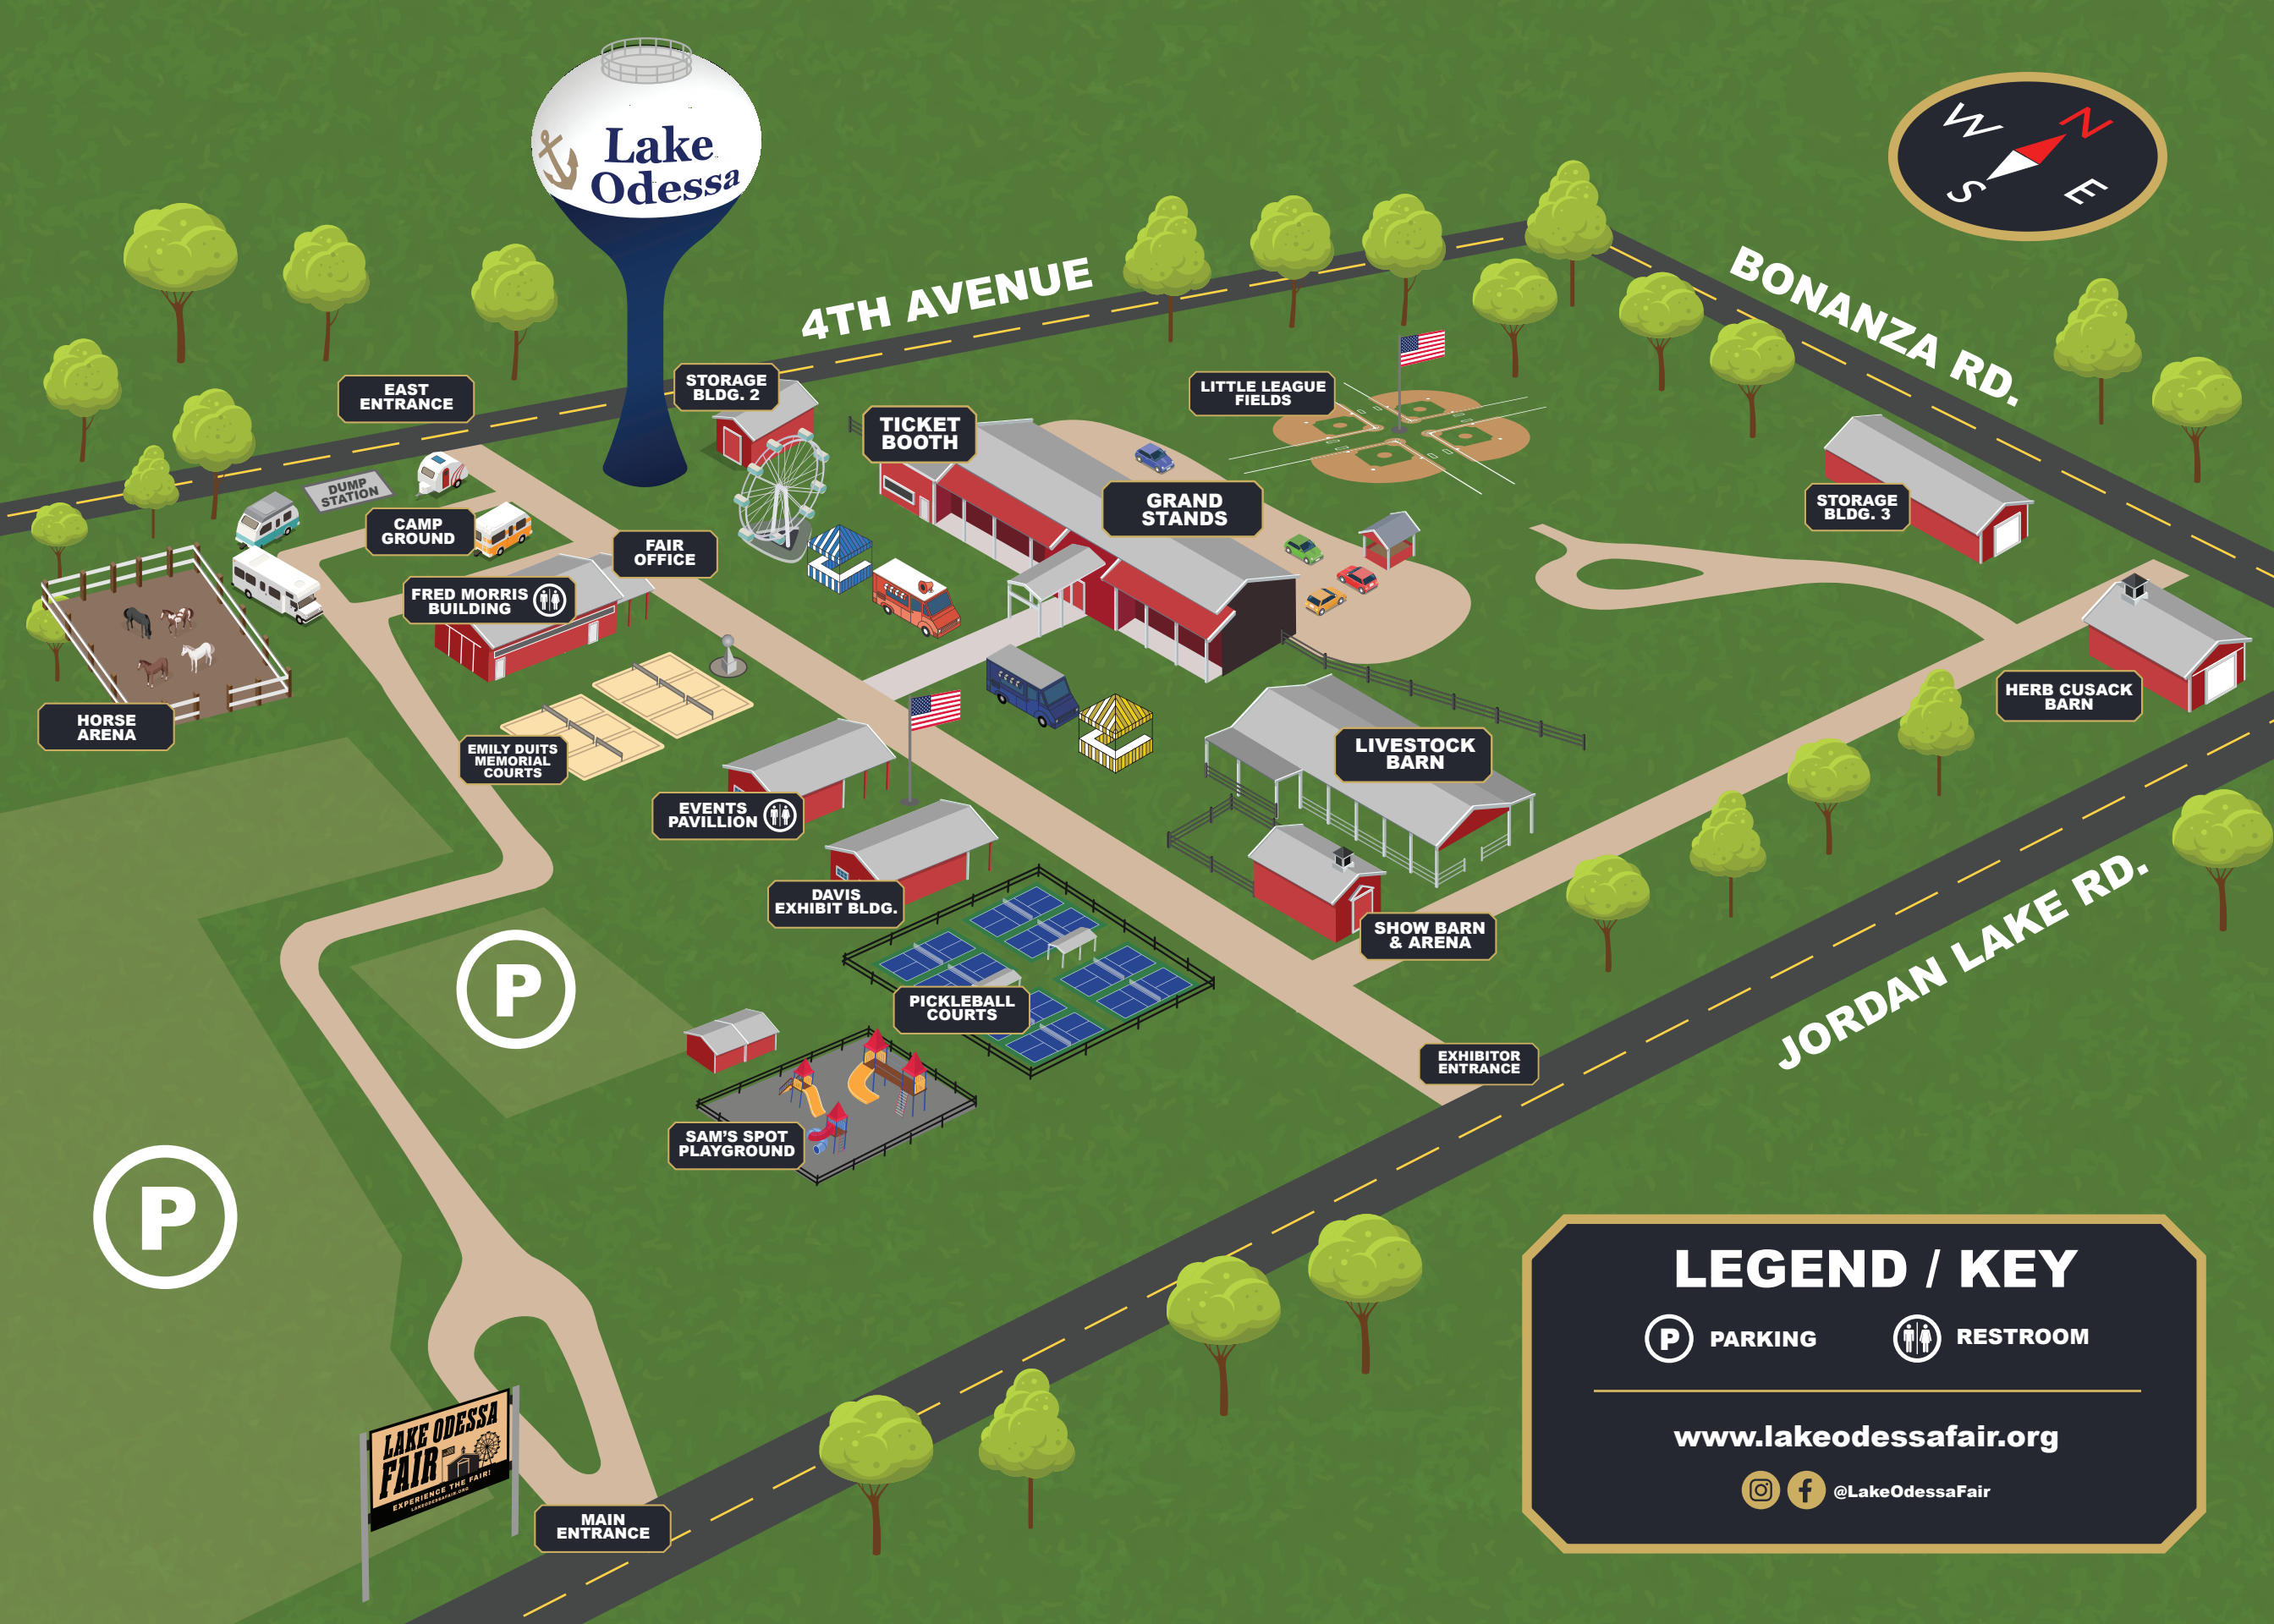 Lake
Odessa
W
N
S
E
4TH AVENUE
BONANZA RD.
EAST
ENTRANCE
STORAGE
BLDG. 2
LITTLE LEAGUE
FIELDS
TICKET
BOOTH
DUMP
STATION
GRAND
STANDS
STORAGE
BLDG. 3
CAMP
GROUND
FAIR
OFFICE
FRED MORRIS
BUILDING
HERB CUSACK
BARN
HORSE
ARENA
EMILY DUITS
MEMORIAL
COURTS
LIVESTOCK
BARN
EVENTS
PAVILLION
DAVIS
EXHIBIT BLDG.
SHOW BARN
& ARENA
JORDAN LAKE RD.
P
PICKLEBALL
COURTS
EXHIBITOR
ENTRANCE
SAM'S SPOT
PLAYGROUND
P
LEGEND / KEY
P PARKING
RESTROOM
www.lakeodessafair.org
@LakeOdessaFair
LAKE ODESSA
FAIR
EXPERIENCE THE FAIR!
LAKEODESSAFAIR.ORG
MAIN
ENTRANCE